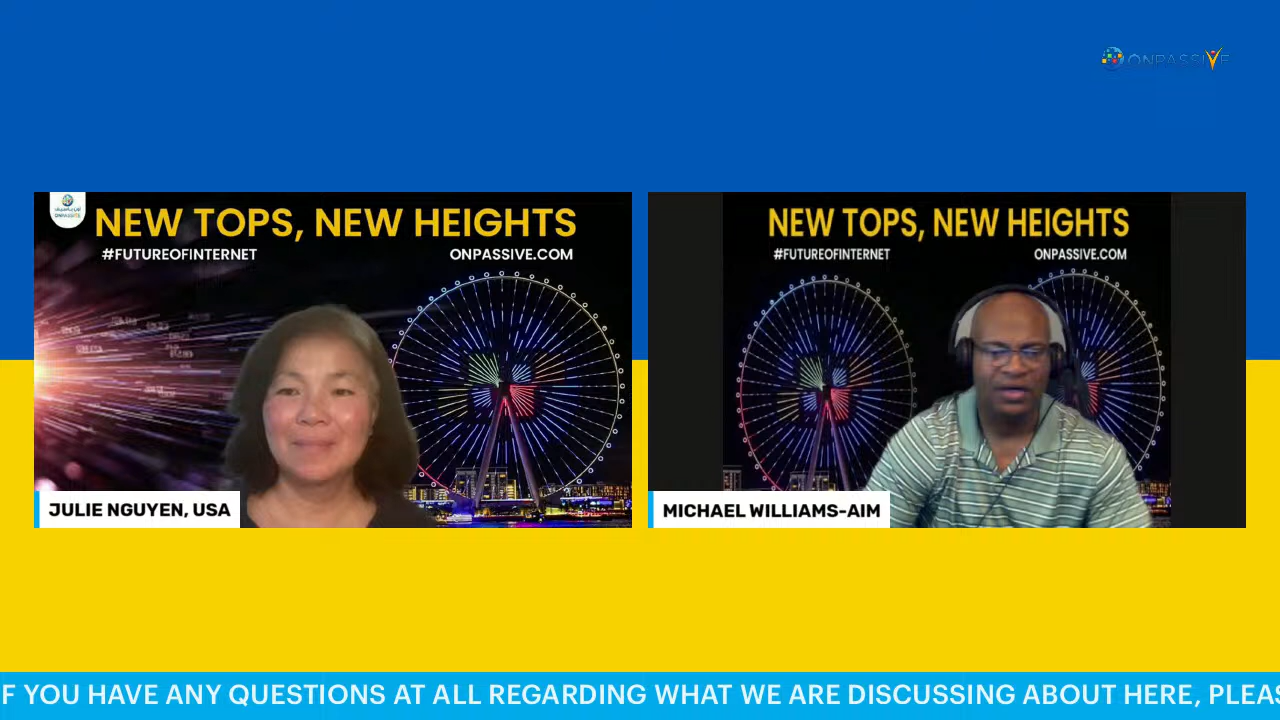 ONPASSIVE
NEW TOPS, NEW HEIGHTS
#FUTUREOFINTERNET
ONPASSIVE.COM
JULIE NGUYEN, USA
NEW TOPS, NEW HEIGHTS
#FUTUREOFINTERNET
ONPASSIVE.COM
MICHAEL WILLIAMS-AIM
F YOU HAVE ANY QUESTIONS AT ALL REGARDING WHAT WE ARE DISCUSSING ABOUT HERE, PLEAS